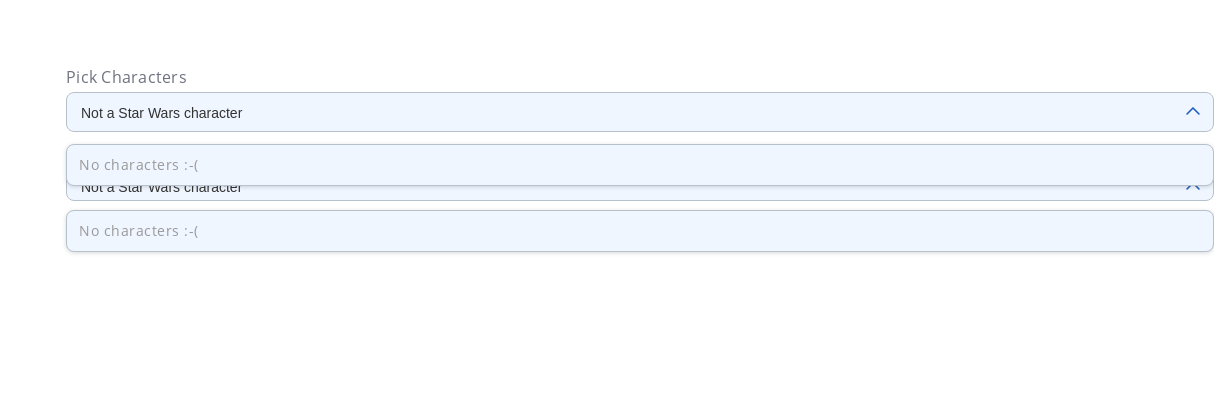 Pick Characters
Not a Star Wars character
No characters :-(
Not a Star Wars character
No characters :-(